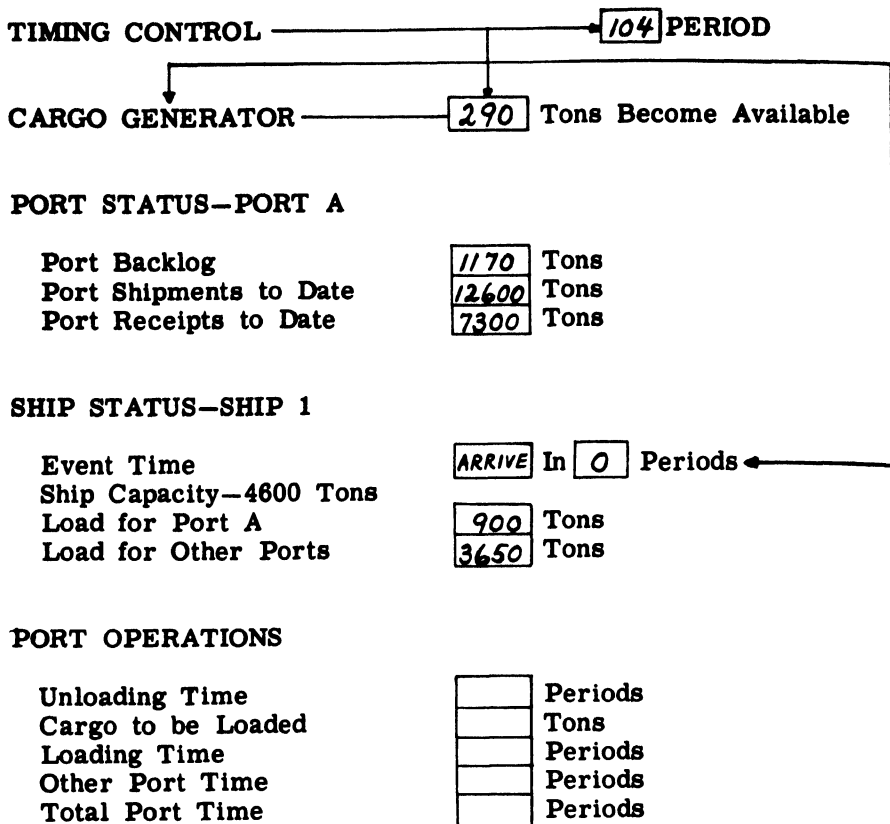 TIMING CONTROL 104 PERIOD
CARGO GENERATOR 290 Tons Become Available
PORT STATUS—PORT A
Port Backlog 1170 Tons
Port Shipments to Date 12600 Tons
Port Receipts to Date 7300 Tons
SHIP STATUS—SHIP 1
Event Time ARRIVE In 0 Periods
Ship Capacity—4600 Tons
Load for Port A 900 Tons
Load for Other Ports 3650 Tons
PORT OPERATIONS
Unloading Time Periods
Cargo to be Loaded Tons
Loading Time Periods
Other Port Time Periods
Total Port Time Periods